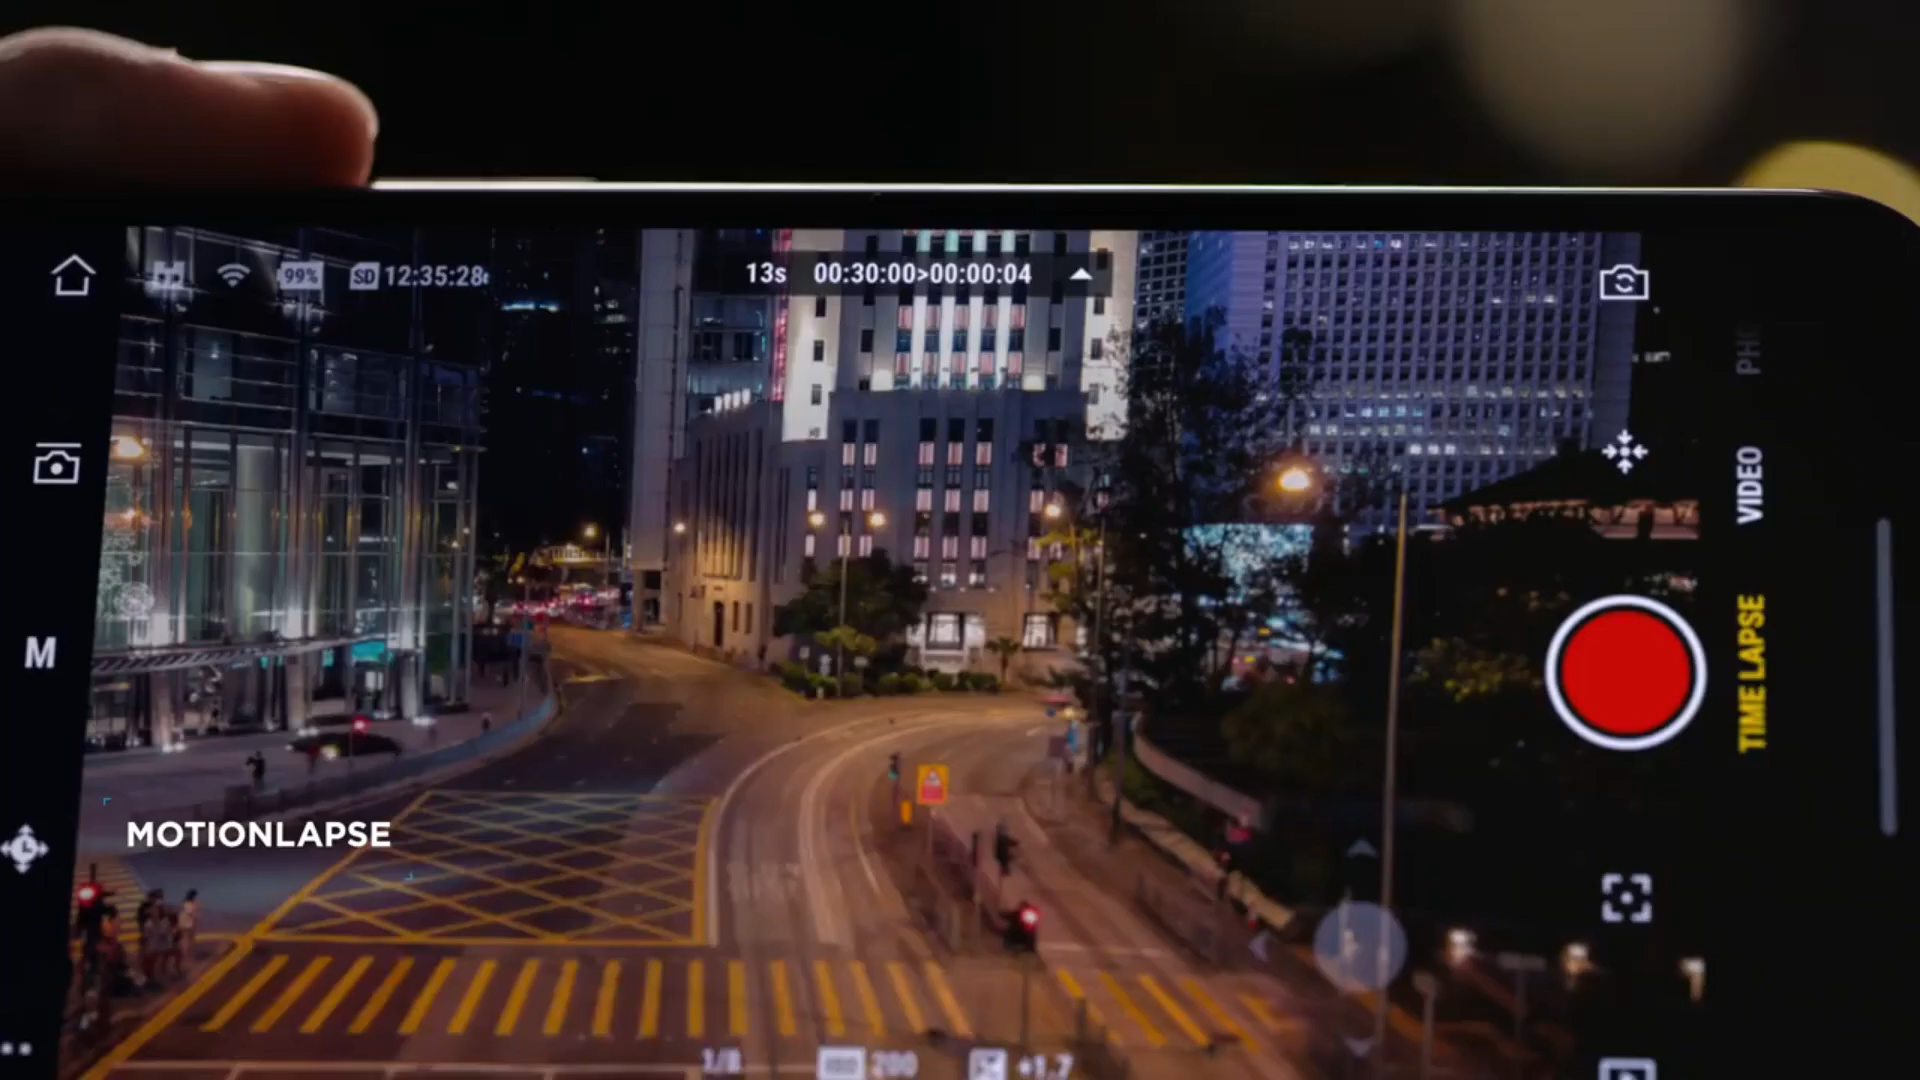 99% SD 12:35:28
13s 00:30:00>00:00:04
VIDEO
TIME LAPSE
M
MOTIONLAPSE
1/8 200 +1.7